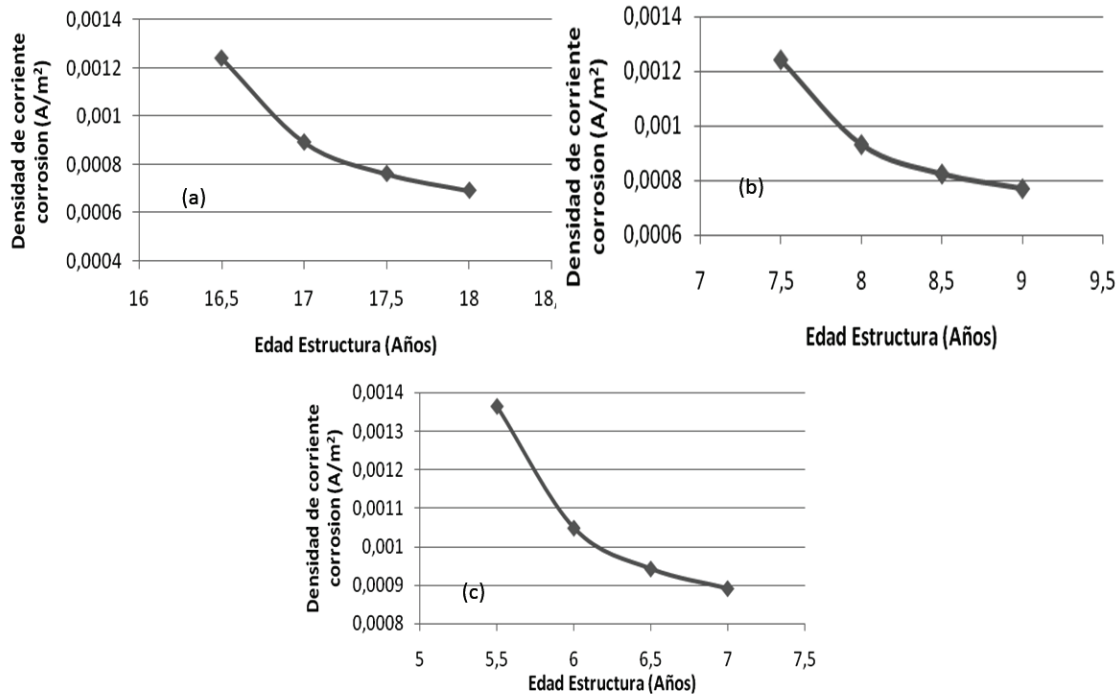 Densidad de corriente
corrosion (A/m²)
0,0014
0,0012
0,001
0,0008
0,0006
0,0004
(a)
16 16,5 17 17,5 18 18,
Edad Estructura (Años)
Densidad de corriente
corrosion (A/m²)
0,0014
0,0012
0,001
0,0008
0,0006
(b)
7 7,5 8 8,5 9 9,5
Edad Estructura (Años)
Densidad de corriente
corrosion (A/m²)
0,0014
0,0013
0,0012
0,0011
0,001
0,0009
0,0008
(c)
5 5,5 6 6,5 7 7,5
Edad Estructura (Años)